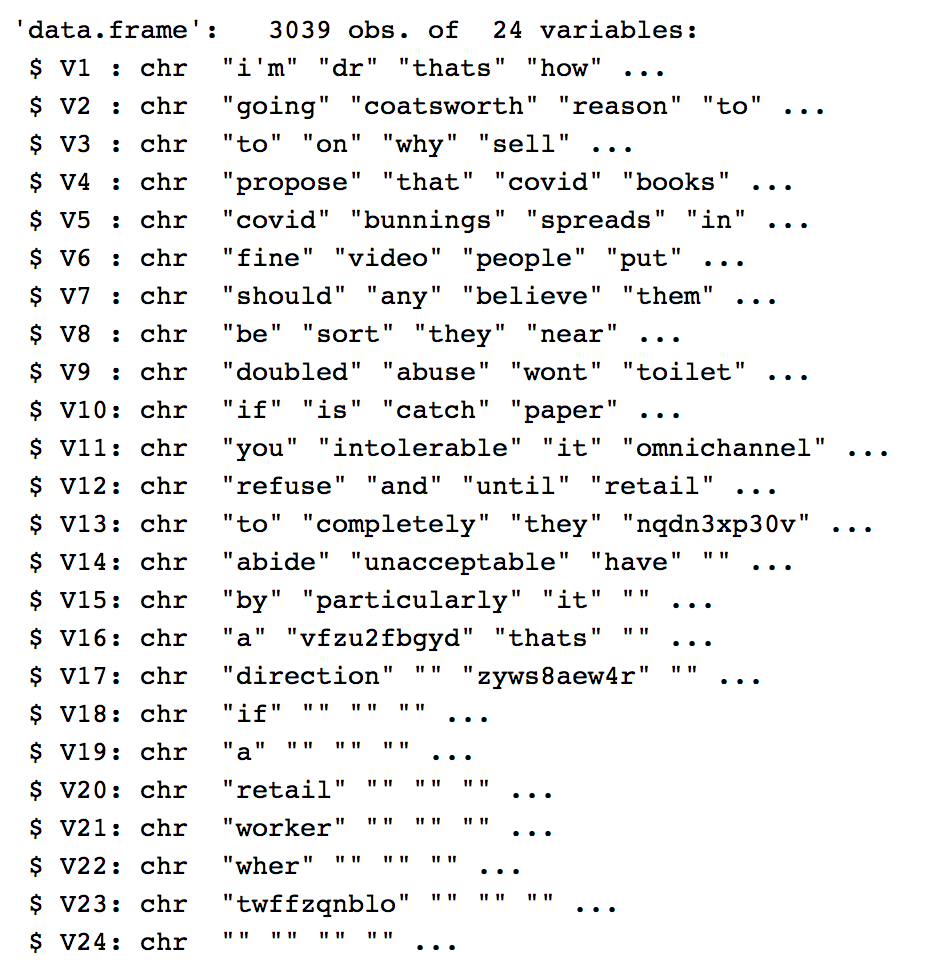 'data.frame':   3039 obs. of  24 variables:
 $ V1 : chr  "i'm" "dr" "thats" "how" ...
 $ V2 : chr  "going" "coatsworth" "reason" "to" ...
 $ V3 : chr  "to" "on" "why" "sell" ...
 $ V4 : chr  "propose" "that" "covid" "books" ...
 $ V5 : chr  "covid" "bunnings" "spreads" "in" ...
 $ V6 : chr  "fine" "video" "people" "put" ...
 $ V7 : chr  "should" "any" "believe" "them" ...
 $ V8 : chr  "be" "sort" "they" "near" ...
 $ V9 : chr  "doubled" "abuse" "wont" "toilet" ...
 $ V10: chr  "if" "is" "catch" "paper" ...
 $ V11: chr  "you" "intolerable" "it" "omnichannel" ...
 $ V12: chr  "refuse" "and" "until" "retail" ...
 $ V13: chr  "to" "completely" "they" "nqdn3xp30v" ...
 $ V14: chr  "abide" "unacceptable" "have" "" ...
 $ V15: chr  "by" "particularly" "it" "" ...
 $ V16: chr  "a" "vfzu2fbgyd" "thats" "" ...
 $ V17: chr  "direction" "" "zyws8aew4r" "" ...
 $ V18: chr  "if" "" "" "" ...
 $ V19: chr  "a" "" "" "" ...
 $ V20: chr  "retail" "" "" "" ...
 $ V21: chr  "worker" "" "" "" ...
 $ V22: chr  "wher" "" "" "" ...
 $ V23: chr  "twffzqnblo" "" "" "" ...
 $ V24: chr  "" "" "" "" ...